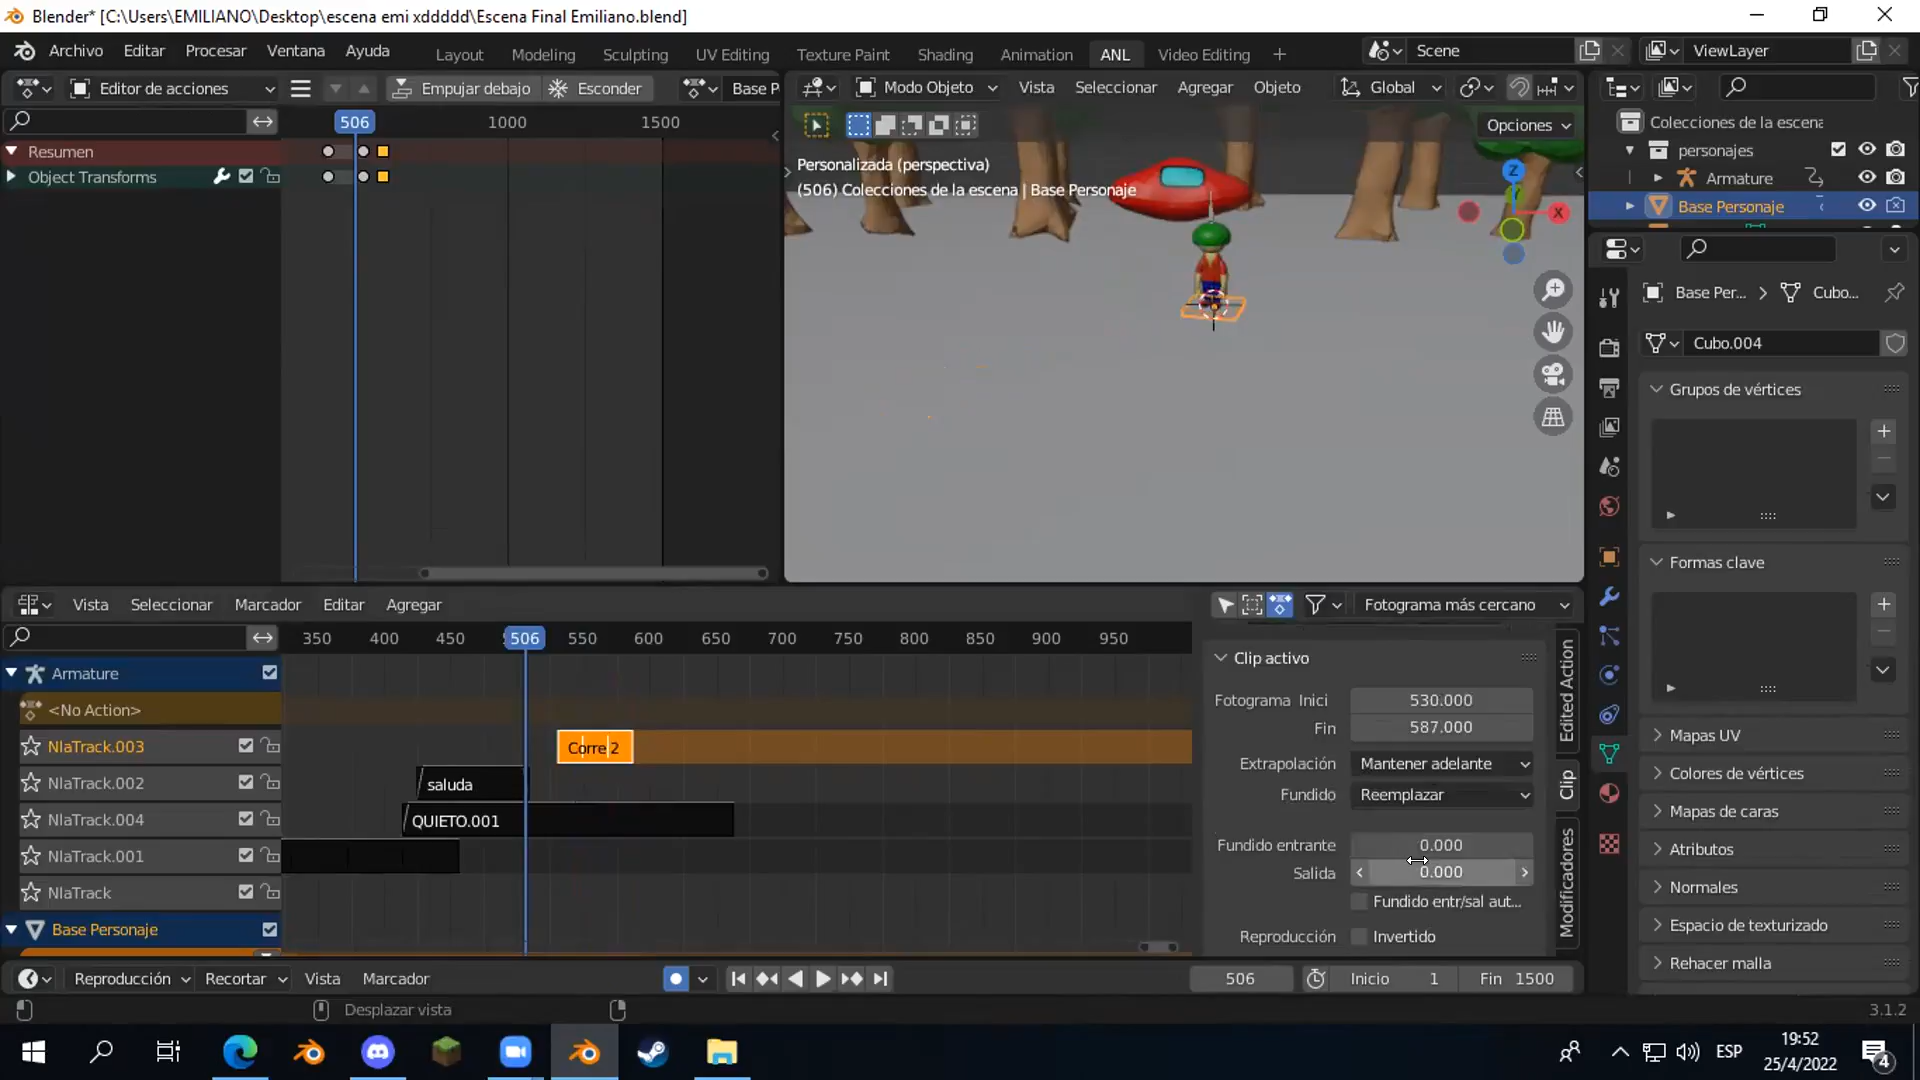 Blender* [C:\Users\EMILIANO\Desktop\escena emi xddddd\Escena Final Emiliano.blend]
Archivo Editar Procesar Ventana Ayuda Layout Modeling Sculpting UV Editing Texture Paint Shading Animation ANL Video Editing + Scene ViewLayer
Editor de acciones Empujar debajo Esconder Base P
Modo Objeto Vista Seleccionar Agregar Objeto Global
506 1000 1500
Resumen
Object Transforms
Opciones
Personalizada (perspectiva)
(506) Colecciones de la escena | Base Personaje
Z
X
Colecciones de la escena
personajes
Armature
Base Personaje
Base Per... > Cubo...
Cubo.004
Grupos de vértices
Formas clave
Mapas UV
Colores de vértices
Mapas de caras
Atributos
Normales
Espacio de texturizado
Rehacer malla
Vista Seleccionar Marcador Editar Agregar Fotograma más cercano
350 400 450 506 550 600 650 700 750 800 850 900 950
Armature
<No Action>
NlaTrack.003 Corre 2
NlaTrack.002 saluda
NlaTrack.004 QUIETO.001
NlaTrack.001
NlaTrack
Base Personaje
Clip activo
Fotograma Inici 530.000
Fin 587.000
Extrapolación Mantener adelante
Fundido Reemplazar
Fundido entrante 0.000
Salida 0.000
Fundido entr/sal aut...
Reproducción Invertido
Edited Action
Clip
Modificadores
Reproducción Recortar Vista Marcador 506 Inicio 1 Fin 1500
Desplazar vista 3.1.2
ESP
19:52
25/4/2022
4